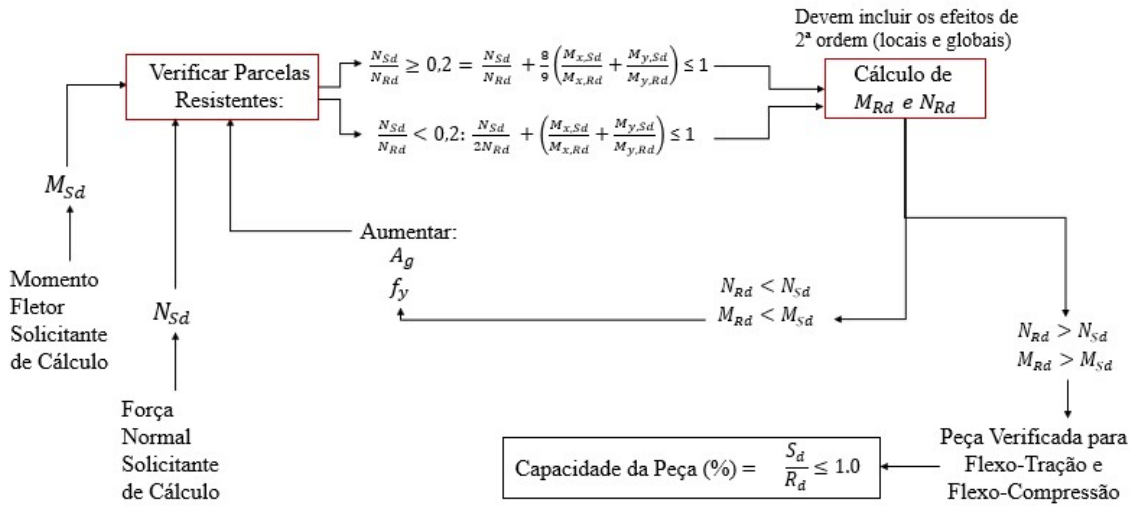 Devem incluir os efeitos de
2ª ordem (locais e globais)
Verificar Parcelas
Resistentes:
N_Sd/N_Rd ≥ 0,2 = N_Sd/N_Rd + 8/9 (M_x,Sd/M_x,Rd + M_y,Sd/M_y,Rd) ≤ 1
N_Sd/N_Rd < 0,2: N_Sd/2N_Rd + (M_x,Sd/M_x,Rd + M_y,Sd/M_y,Rd) ≤ 1
Cálculo de
M_Rd e N_Rd
M_Sd
Momento
Fletor
Solicitante
de Cálculo
N_Sd
Força
Normal
Solicitante
de Cálculo
Aumentar:
A_g
f_y
N_Rd < N_Sd
M_Rd < M_Sd
N_Rd > N_Sd
M_Rd > M_Sd
Peça Verificada para
Flexo-Tração e
Flexo-Compressão
Capacidade da Peça (%) = S_d/R_d ≤ 1.0